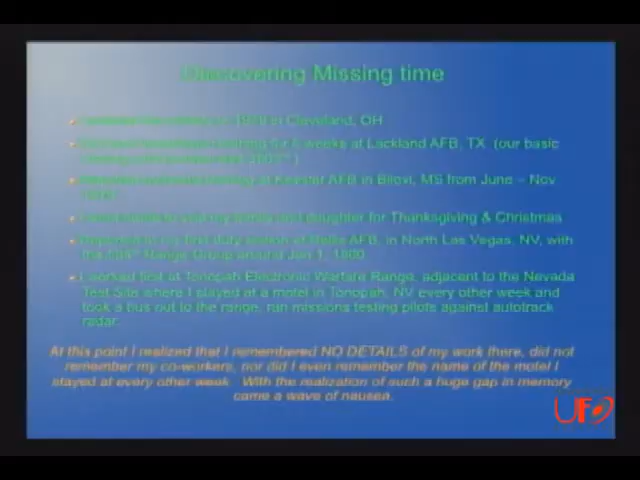 Discovering Missing time
in Cleveland, OH
training for 6 weeks at Lackland AFB, TX (our basic
at Keesler AFB in Biloxi, MS from June – Nov
to visit my family and daughter for Thanksgiving & Christmas
Reported to my first duty station at Nellis AFB, in North Las Vegas, NV, with
the Range Group around Jan 1, 1980.
I worked first at Tonopah Electronic Warfare Range, adjacent to the Nevada
Test Site where I stayed at a motel in Tonopah, NV every other week and
took a bus out to the range, ran missions testing pilots against autotrack
radar.
At this point I realized that I remembered NO DETAILS of my work there, did not
remember my co-workers, nor did I even remember the name of the motel I
stayed at every other week. With the realization of such a huge gap in memory
came a wave of nausea.
UFO